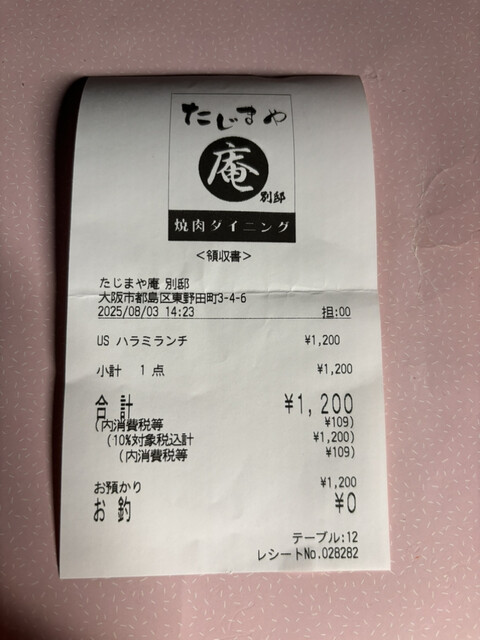 たじまや
庵
別邸
焼肉ダイニング
<領収書>
たじまや庵 別邸
大阪市都島区東野田町3-4-6
2025/08/03 14:23 担:00
US ハラミランチ ¥1,200
小計 1 点 ¥1,200
合計 ¥1,200
(内消費税等 ¥109)
(10%対象税込計 ¥1,200)
(内消費税等 ¥109)
お預かり ¥1,200
お釣 ¥0
テーブル:12
レシートNo.028282